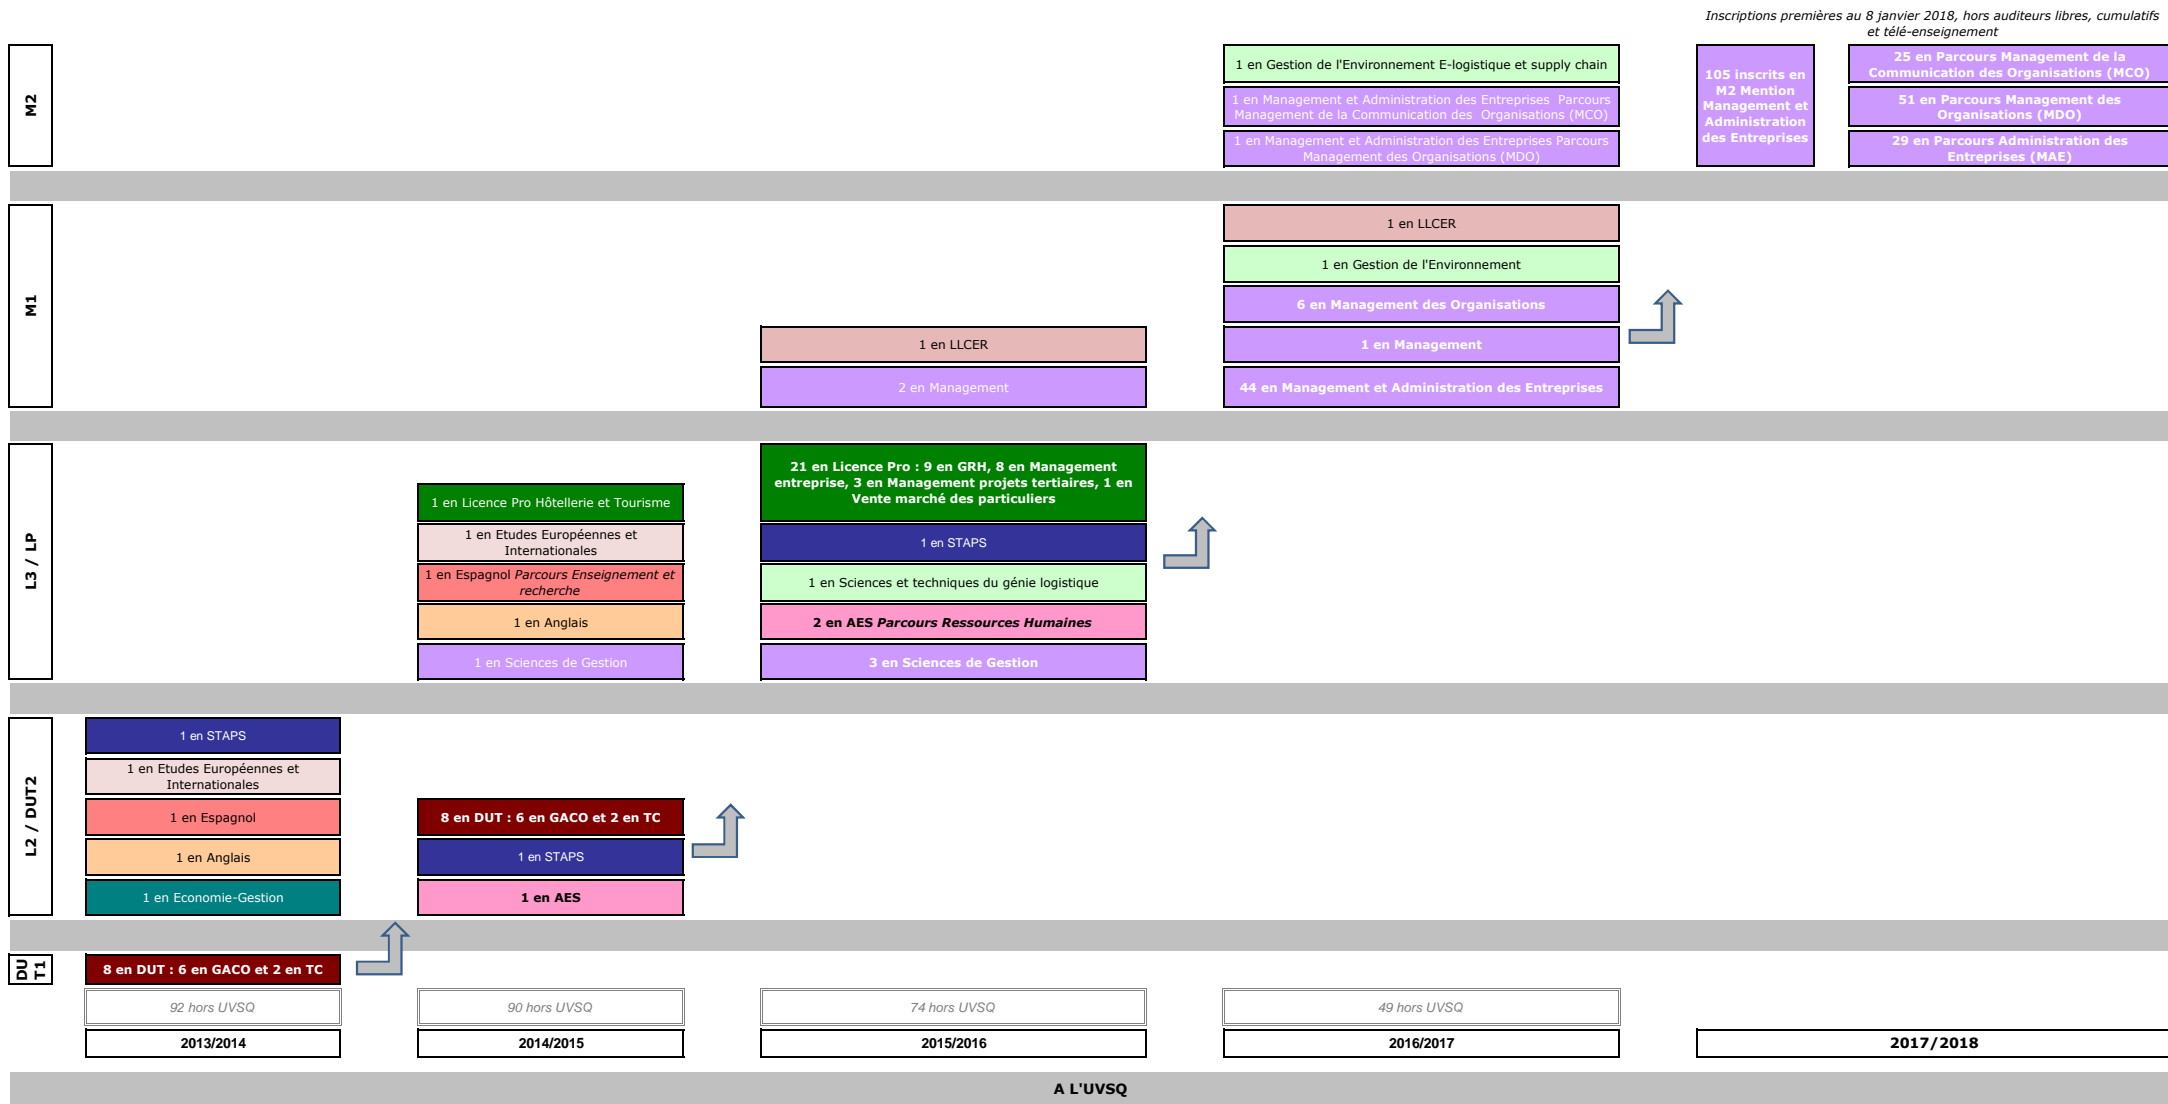 Inscriptions premières au 8 janvier 2018, hors auditeurs libres, cumulatifs
et télé-enseignement
M2
1 en Gestion de l'Environnement E-logistique et supply chain
1 en Management et Administration des Entreprises Parcours
Management de la Communication des Organisations (MCO)
1 en Management et Administration des Entreprises Parcours
Management des Organisations (MDO)
105 inscrits en
M2 Mention
Management et
Administration
des Entreprises
25 en Parcours Management de la
Communication des Organisations (MCO)
51 en Parcours Management des
Organisations (MDO)
29 en Parcours Administration des
Entreprises (MAE)
M1
1 en LLCER
2 en Management
1 en LLCER
1 en Gestion de l'Environnement
6 en Management des Organisations
1 en Management
44 en Management et Administration des Entreprises
L3 / LP
1 en Licence Pro Hôtellerie et Tourisme
1 en Etudes Européennes et
Internationales
1 en Espagnol Parcours Enseignement et
recherche
1 en Anglais
1 en Sciences de Gestion
21 en Licence Pro : 9 en GRH, 8 en Management
entreprise, 3 en Management projets tertiaires, 1 en
Vente marché des particuliers
1 en STAPS
1 en Sciences et techniques du génie logistique
2 en AES Parcours Ressources Humaines
3 en Sciences de Gestion
L2 / DUT2
1 en STAPS
1 en Etudes Européennes et
Internationales
1 en Espagnol
1 en Anglais
1 en Economie-Gestion
8 en DUT : 6 en GACO et 2 en TC
1 en STAPS
1 en AES
DU
T1
8 en DUT : 6 en GACO et 2 en TC
92 hors UVSQ
90 hors UVSQ
74 hors UVSQ
49 hors UVSQ
2013/2014
2014/2015
2015/2016
2016/2017
2017/2018
A L'UVSQ